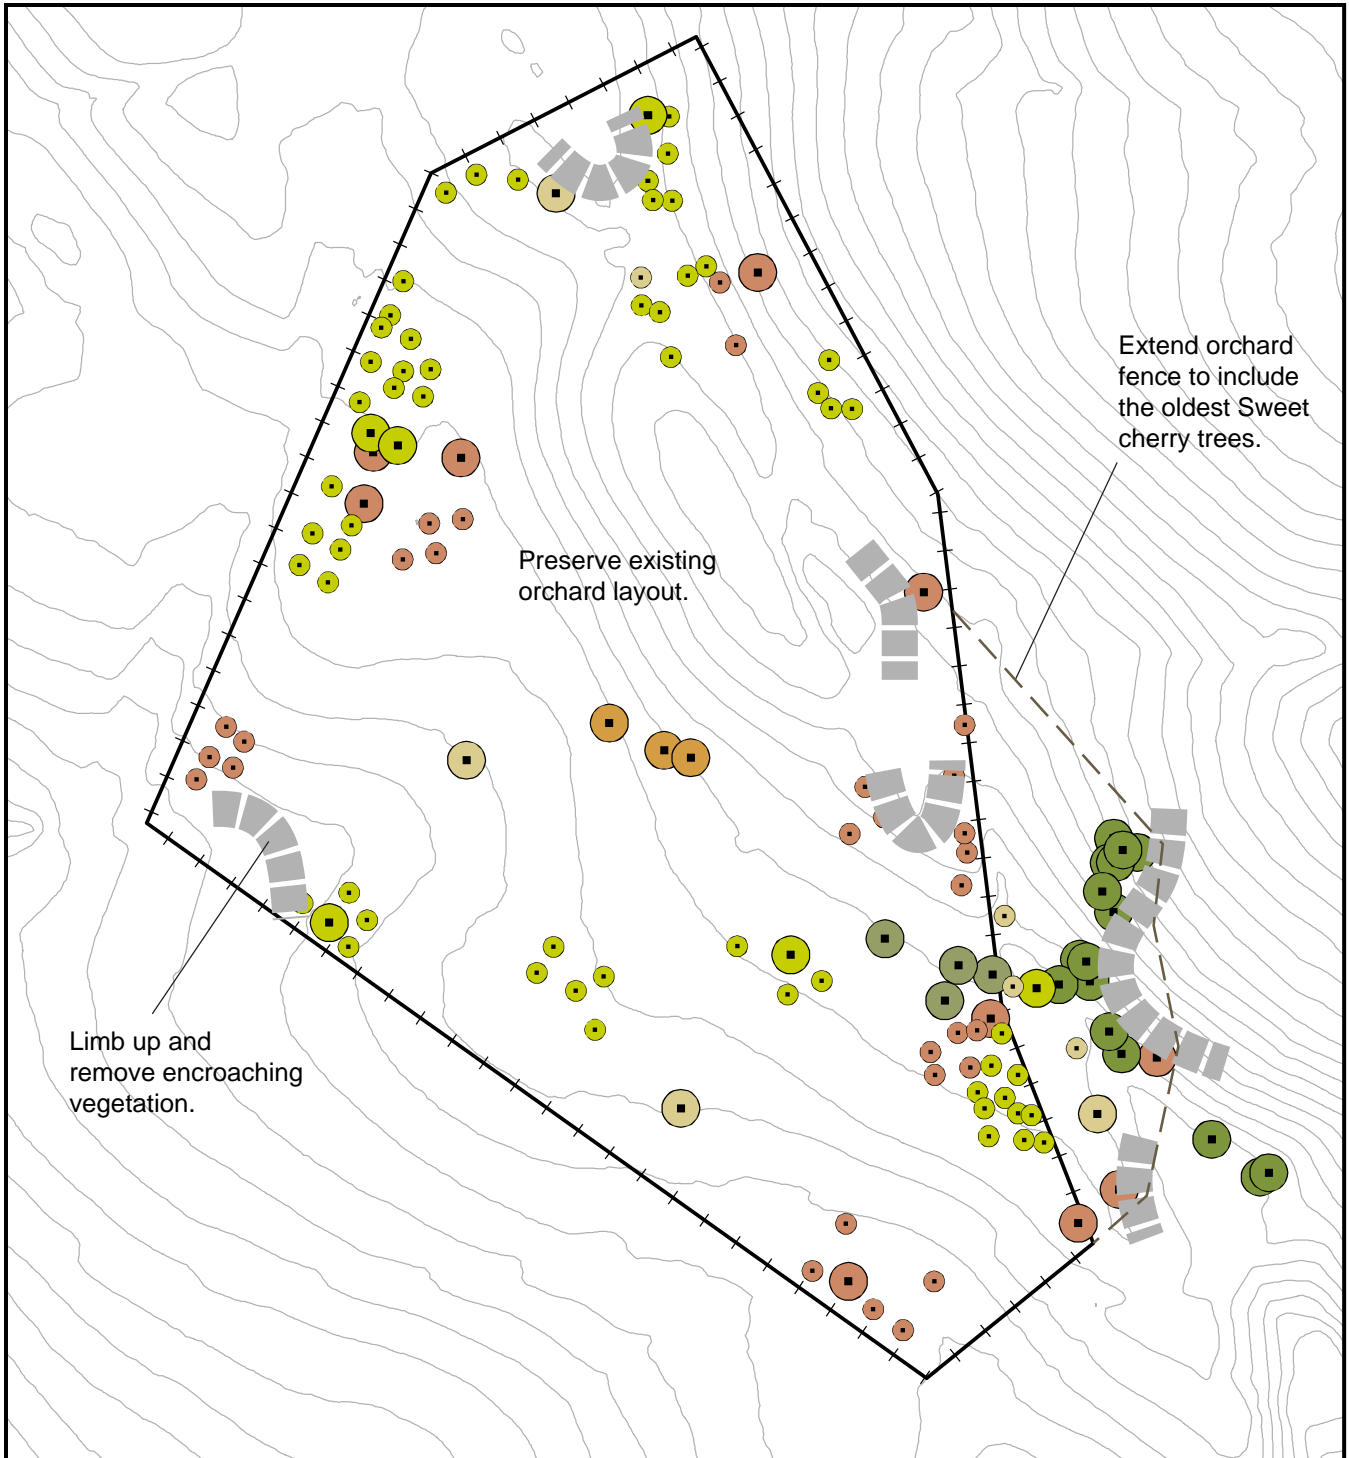 Extend orchard
fence to include
the oldest Sweet
cherry trees.
Preserve existing
orchard layout.
Limb up and
remove encroaching
vegetation.